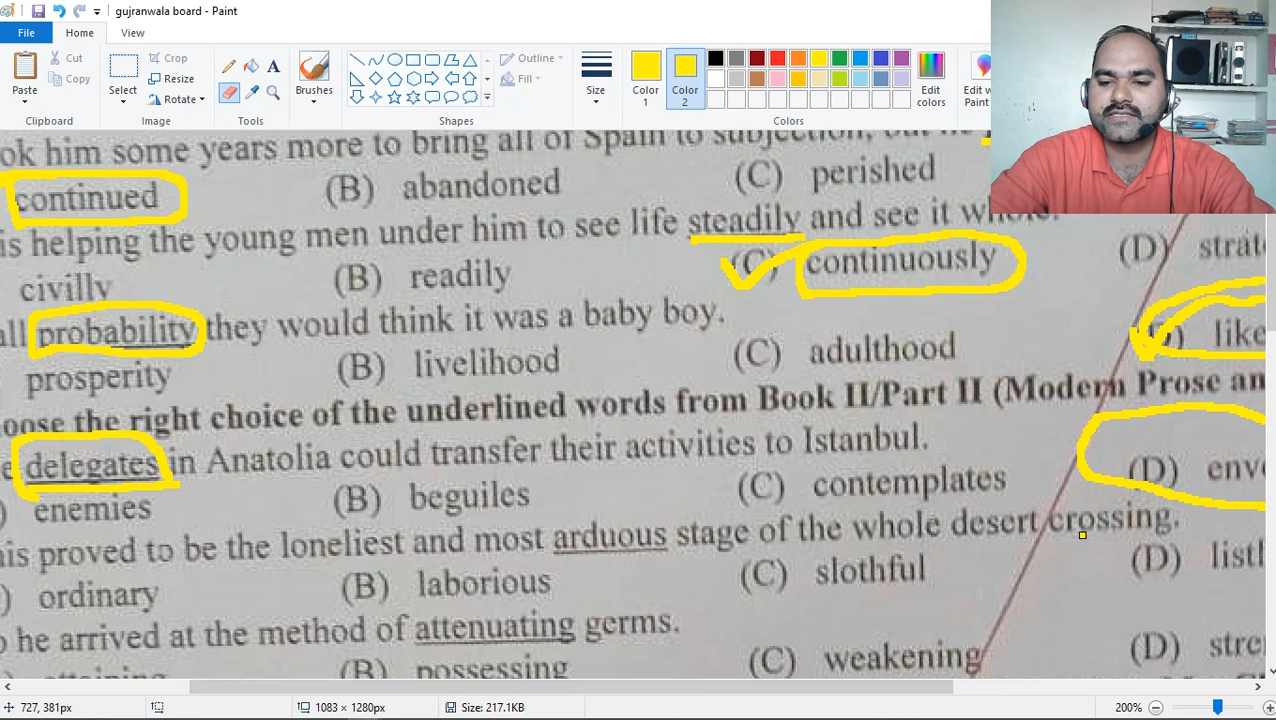 gujranwala board - Paint
File Home View
Paste Cut Copy Select Crop Resize Rotate Brushes Outline Fill Size Color 1 Color 2 Edit colors Edit w Paint
Clipboard Image Tools Shapes Colors
ok him some years more to bring all of Spain to subjection,
continued (B) abandoned (C) perished
is helping the young men under him to see life steadily and see it
civilly (B) readily (C) continuously (D)
all probability they would think it was a baby boy.
prosperity (B) livelihood (C) adulthood
oose the right choice of the underlined words from Book II/Part II (Modern Prose an
delegates in Anatolia could transfer their activities to Istanbul.
enemies (B) beguiles (C) contemplates (D)
is proved to be the loneliest and most arduous stage of the whole desert crossing.
ordinary (B) laborious (C) slothful (D)
o he arrived at the method of attenuating germs.
(B) possessing (C) weakening (D)
727, 381px 1083 × 1280px Size: 217.1KB 200%